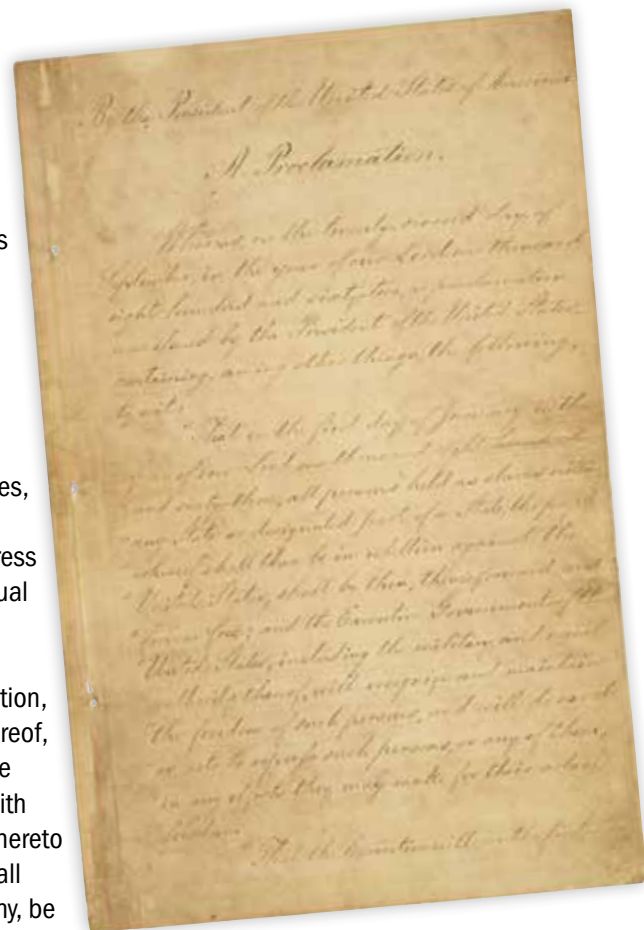 s
es,
ress
ual
tion,
reof,
e
ith
hereto
all
ny, be
By the President of the United States of America
A Proclamation.
Whereas, on the twenty-second day of
September, in the year of our Lord one thousand
eight hundred and sixty-two, a proclamation
was issued by the President of the United States,
containing, among other things, the following,
to wit:
"That on the first day of January, in the
year of our Lord one thousand eight hundred
and sixty-three, all persons held as slaves within
any State or designated part of a State, the people
whereof shall then be in rebellion against the
United States, shall be then, thenceforward, and
forever free; and the Executive Government of the
United States, including the military and naval
authority thereof, will recognize and maintain
the freedom of such persons, and will do no act
or acts to repress such persons, or any of them,
in any efforts they may make for their actual
freedom.
"That the Executive will, on the first